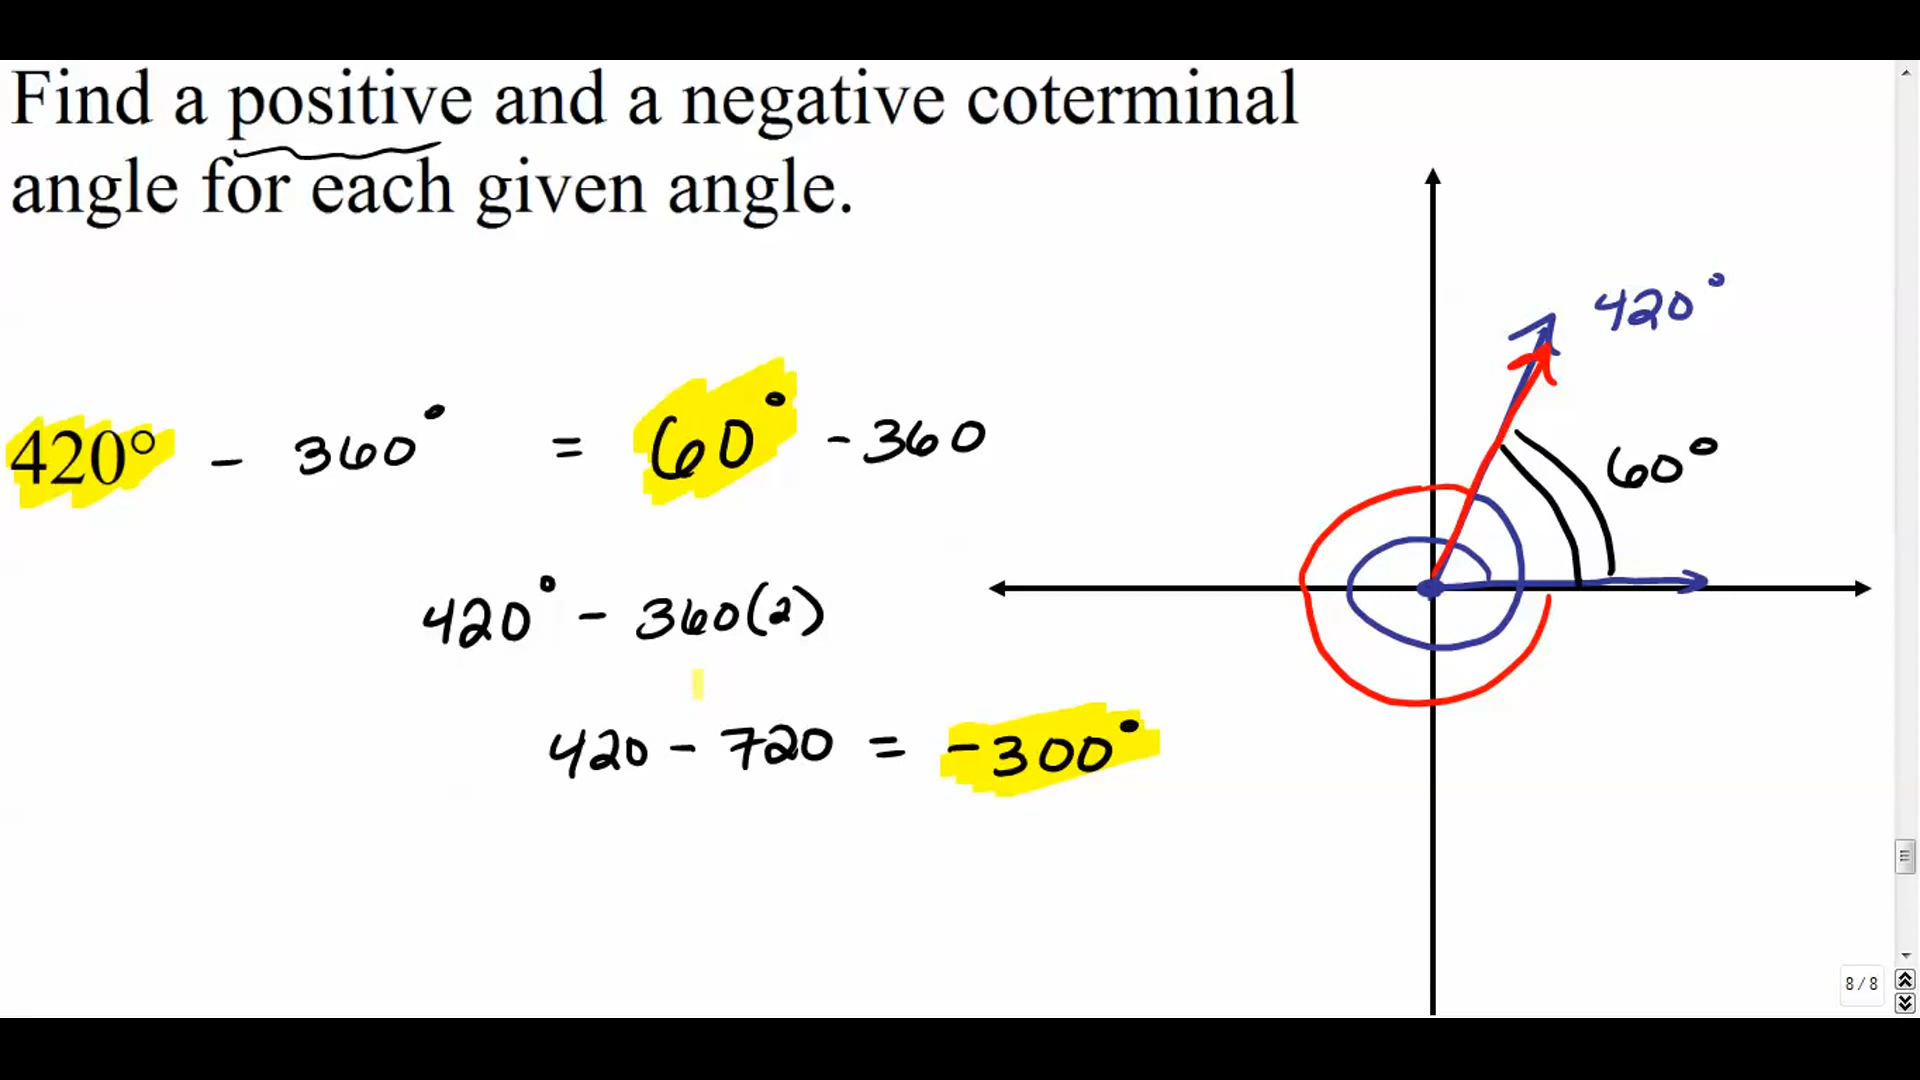 Find a positive and a negative coterminal
angle for each given angle.
420°
420° - 360° = 60° -360
60°
420° - 360(2)
420 - 720 = -300°
8/8